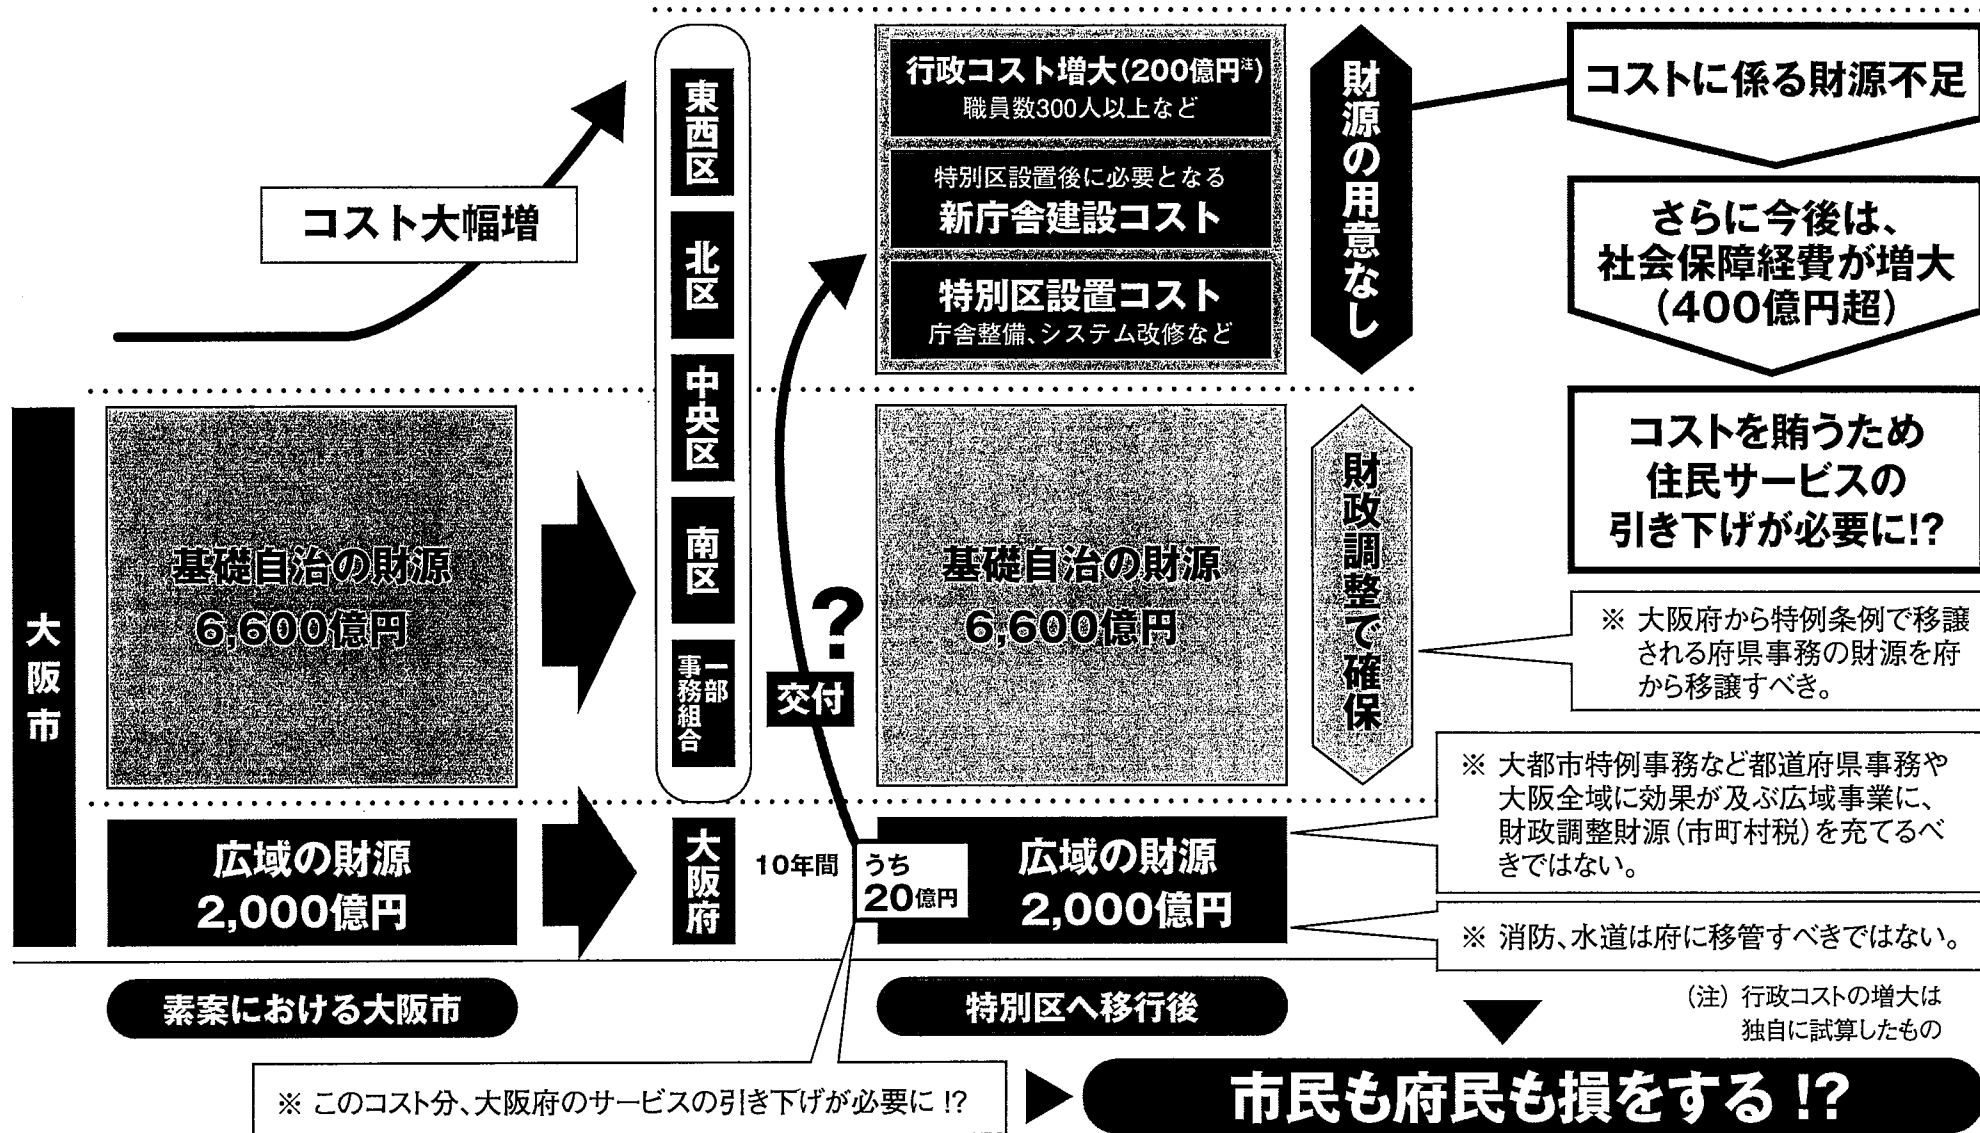 コスト大幅増
大阪市
基礎自治の財源
6,600億円
広域の財源
2,000億円
素案における大阪市
東西区
北区
中央区
南区
一部
事務組合
大阪府
行政コスト増大(200億円注)
職員数300人以上など
特別区設置後に必要となる
新庁舎建設コスト
特別区設置コスト
庁舎整備、システム改修など
?
交付
10年間
うち
20億円
基礎自治の財源
6,600億円
広域の財源
2,000億円
特別区へ移行後
財源の用意なし
財政調整で確保
コストに係る財源不足
さらに今後は、
社会保障経費が増大
(400億円超)
コストを賄うため
住民サービスの
引き下げが必要に!?
※ 大阪府から特例条例で移譲
される府県事務の財源を府
から移譲すべき。
※ 大都市特例事務など都道府県事務や
大阪全域に効果が及ぶ広域事業に、
財政調整財源(市町村税)を充てるべ
きではない。
※ 消防、水道は府に移管すべきではない。
(注) 行政コストの増大は
独自に試算したもの
※ このコスト分、大阪府のサービスの引き下げが必要に !?
市民も府民も損をする !?